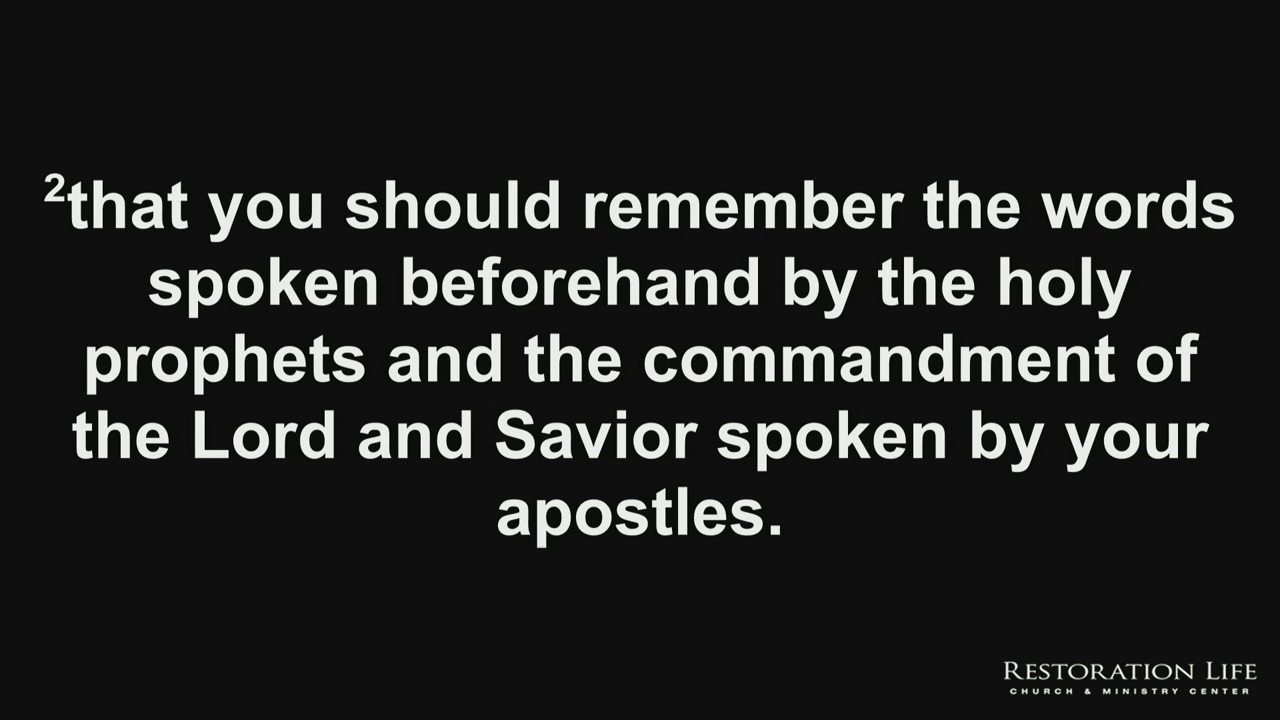 ²that you should remember the words
spoken beforehand by the holy
prophets and the commandment of
the Lord and Savior spoken by your
apostles.
RESTORATION LIFE
CHURCH & MINISTRY CENTER